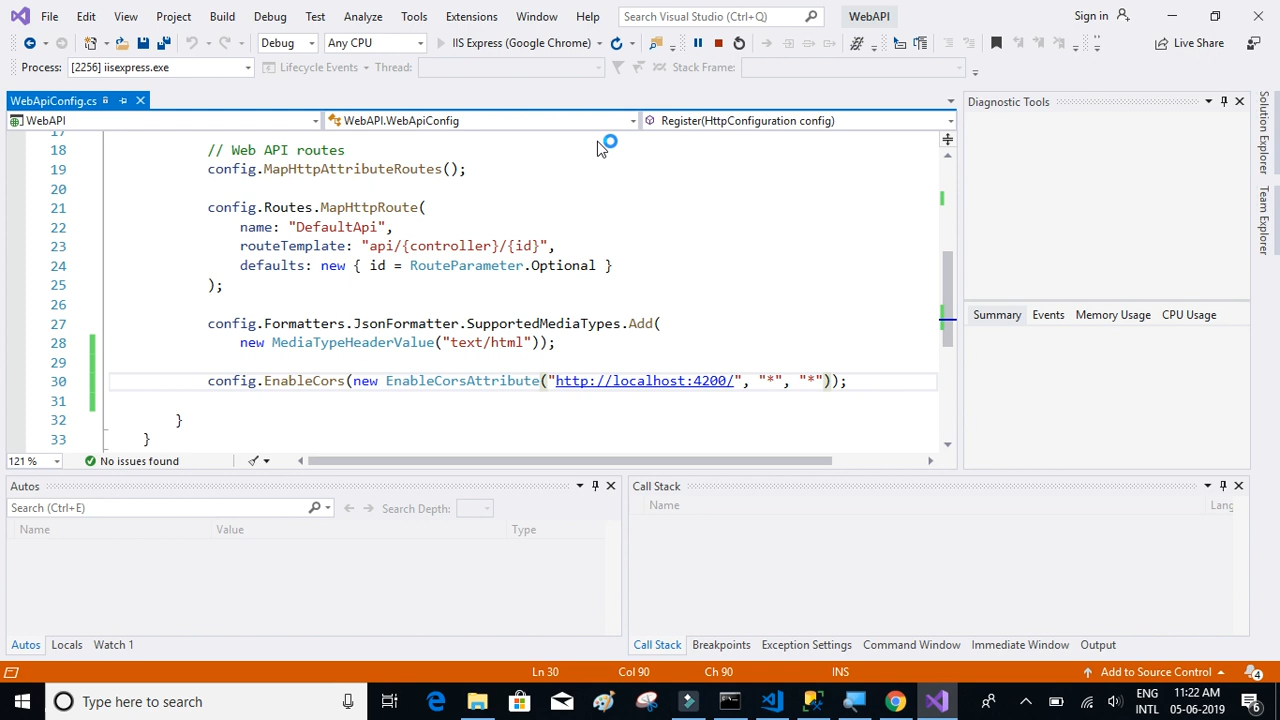 File Edit View Project Build Debug Test Analyze Tools Extensions Window Help Search Visual Studio (Ctrl+Q) WebAPI Sign in
Debug Any CPU IIS Express (Google Chrome) Live Share
Process: [2256] iisexpress.exe Lifecycle Events Thread: Stack Frame:
WebApiConfig.cs
WebAPI WebAPI.WebApiConfig Register(HttpConfiguration config)
17
18 // Web API routes
19 config.MapHttpAttributeRoutes();
20
21 config.Routes.MapHttpRoute(
22 name: "DefaultApi",
23 routeTemplate: "api/{controller}/{id}",
24 defaults: new { id = RouteParameter.Optional }
25 );
26
27 config.Formatters.JsonFormatter.SupportedMediaTypes.Add(
28 new MediaTypeHeaderValue("text/html"));
29
30 config.EnableCors(new EnableCorsAttribute("http://localhost:4200/", "*", "*"));
31
32 }
33 }
121 % No issues found
Diagnostic Tools
Summary Events Memory Usage CPU Usage
Solution Explorer
Team Explorer
Autos
Search (Ctrl+E) Search Depth:
Name Value Type
Autos Locals Watch 1
Call Stack
Name Lang
Call Stack Breakpoints Exception Settings Command Window Immediate Window Output
Ln 30 Col 90 Ch 90 INS Add to Source Control 4
Type here to search
ENG
INTL
11:22 AM
05-06-2019
6